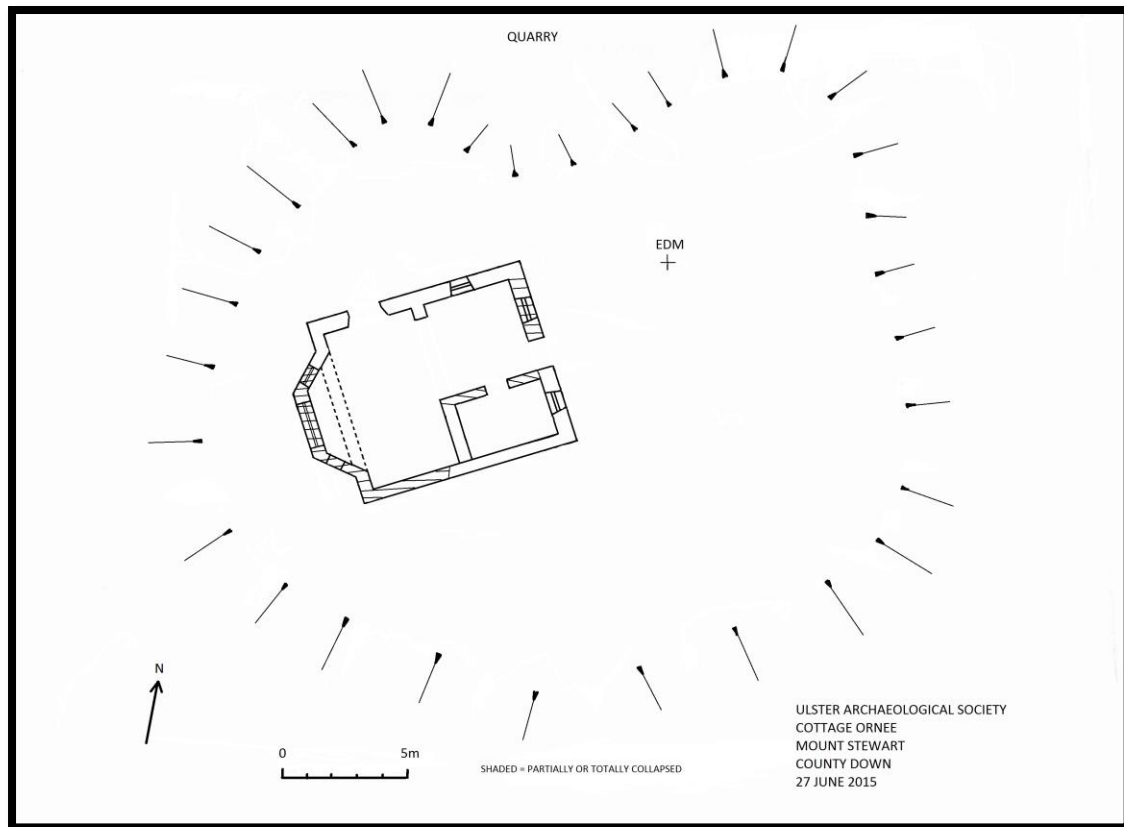 QUARRY
EDM
N
0 5m
SHADED = PARTIALLY OR TOTALLY COLLAPSED
ULSTER ARCHAEOLOGICAL SOCIETY
COTTAGE ORNEE
MOUNT STEWART
COUNTY DOWN
27 JUNE 2015